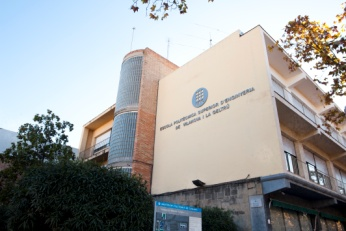 ESCOLA POLITÈCNICA SUPERIOR D'ENGINYERIA
DE VILANOVA I LA GELTRÚ